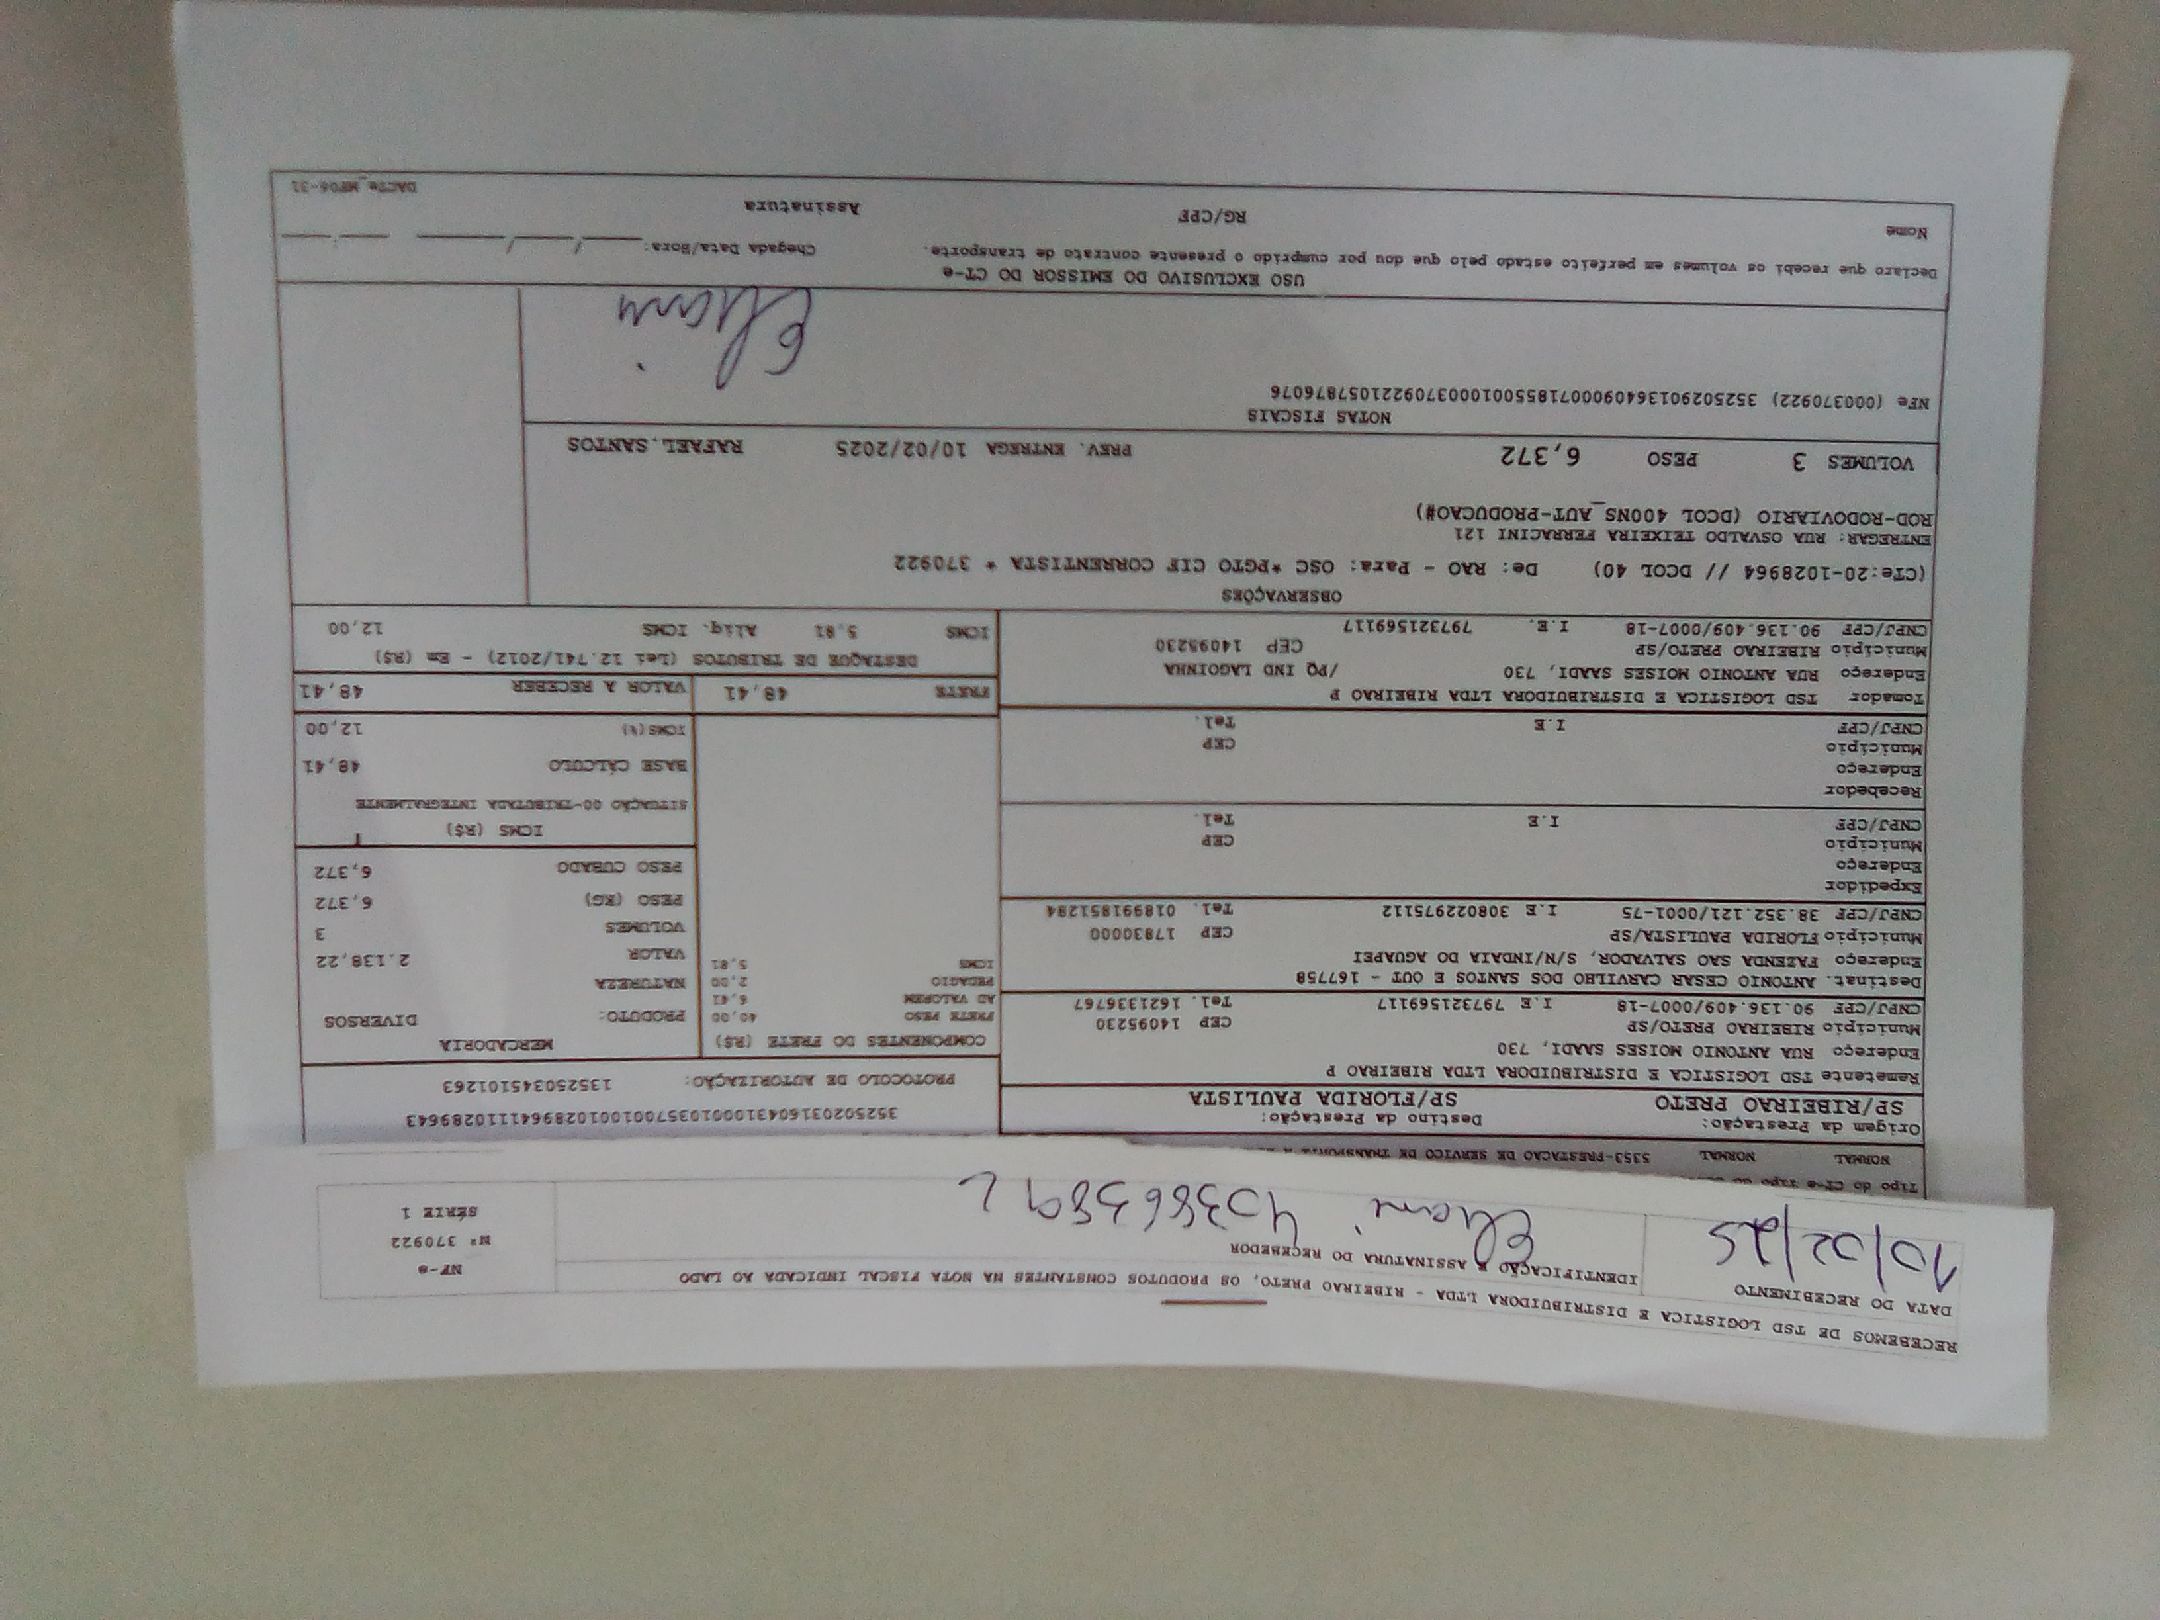 RECEBEMOS DE TSD LOGISTICA E DISTRIBUIDORA LTDA - RIBEIRAO PRETO, OS PRODUTOS CONSTANTES NA NOTA FISCAL INDICADA AO LADO
DATA DO RECEBIMENTO
10/02/25
IDENTIFICAÇÃO E ASSINATURA DO RECEBEDOR
NF-e
Nº 370922
SÉRIE 1
NORMAL NORMAL 5353-PRESTACAO DE SERVICO DE TRANSPORTE A
Origem da Prestação: Destino da Prestação:
SP/RIBEIRAO PRETO SP/FLORIDA PAULISTA
35250203160431000103570010010289641110289643
PROTOCOLO DE AUTORIZAÇÃO: 135250345101263
Remetente TSD LOGISTICA E DISTRIBUIDORA LTDA RIBEIRAO P
Endereço RUA ANTONIO MOISES SAADI, 730
Municipio RIBEIRAO PRETO/SP CEP 14095230
CNPJ/CPF 90.136.409/0007-18 I.E 797321569117 Tel. 1621336767
Destinat. ANTONIO CESAR CARVILHO DOS SANTOS E OUT - 167758
Endereço FAZENDA SAO SALVADOR, S/N/INDAIA DO AGUAPEI
Municipio FLORIDA PAULISTA/SP CEP 17830000
CNPJ/CPF 38.352.121/0001-75 I.E 308022975112 Tel. 018991851284
Expedidor
Endereço
Municipio CEP
CNPJ/CPF I.E Tel.
Recebedor
Endereço
Municipio CEP
CNPJ/CPF I.E Tel.
Tomador TSD LOGISTICA E DISTRIBUIDORA LTDA RIBEIRAO P
Endereço RUA ANTONIO MOISES SAADI, 730 /PQ IND LAGOINHA
Municipio RIBEIRAO PRETO/SP CEP 14095230
CNPJ/CPF 90.136.409/0007-18 I.E. 797321569117
COMPONENTES DO FRETE (R$)
FRETE PESO 40,00
AD VALOREM 6,41
PEDAGIO 2,00
ICMS 5,81
MERCADORIA
PRODUTO: DIVERSOS
NATUREZA
VALOR 2.138,22
VOLUMES 3
PESO (KG) 6,372
PESO CUBADO 6,372
ICMS (R$)
SITUAÇÃO 00-TRIBUTADA INTEGRALMENTE
BASE CÁLCULO 48,41
ICMS(%) 12,00
FRETE 48,41 VALOR A RECEBER 48,41
DESTAQUE DE TRIBUTOS (Lei 12.741/2012) - Em (R$)
ICMS 5,81 Aliq. ICMS 12,00
OBSERVAÇÕES
(CTe:20-1028964 // DCOL 40) De: RAO - Para: OSC *PGTO CIF CORRENTISTA * 370922
ENTREGAR: RUA OSVALDO TEIXEIRA FERRACINI 121
ROD-RODOVIARIO (DCOL 400NS_AUT-PRODUCAO#)
VOLUMES 3 PESO 6,372 PREV. ENTREGA 10/02/2025 RAFAEL.SANTOS
NOTAS FISCAIS
NFe (000370922) 35250290136409000718550010003709221057876076
USO EXCLUSIVO DO EMISSOR DO CT-e
Declaro que recebi os volumes em perfeito estado pelo que dou por cumprido o presente contrato de transporte. Chegada Data/Hora: ____/____/____ ___:___
Nome RG/CPF Assinatura
DACTe_MF06-31